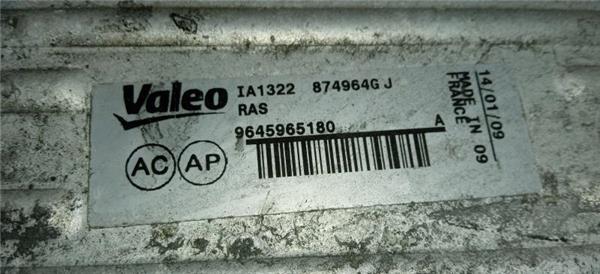 Valeo
IA1322 874964G J
RAS
9645965180 A
AC AP
14/01/09
MADE IN 09
FRANCE